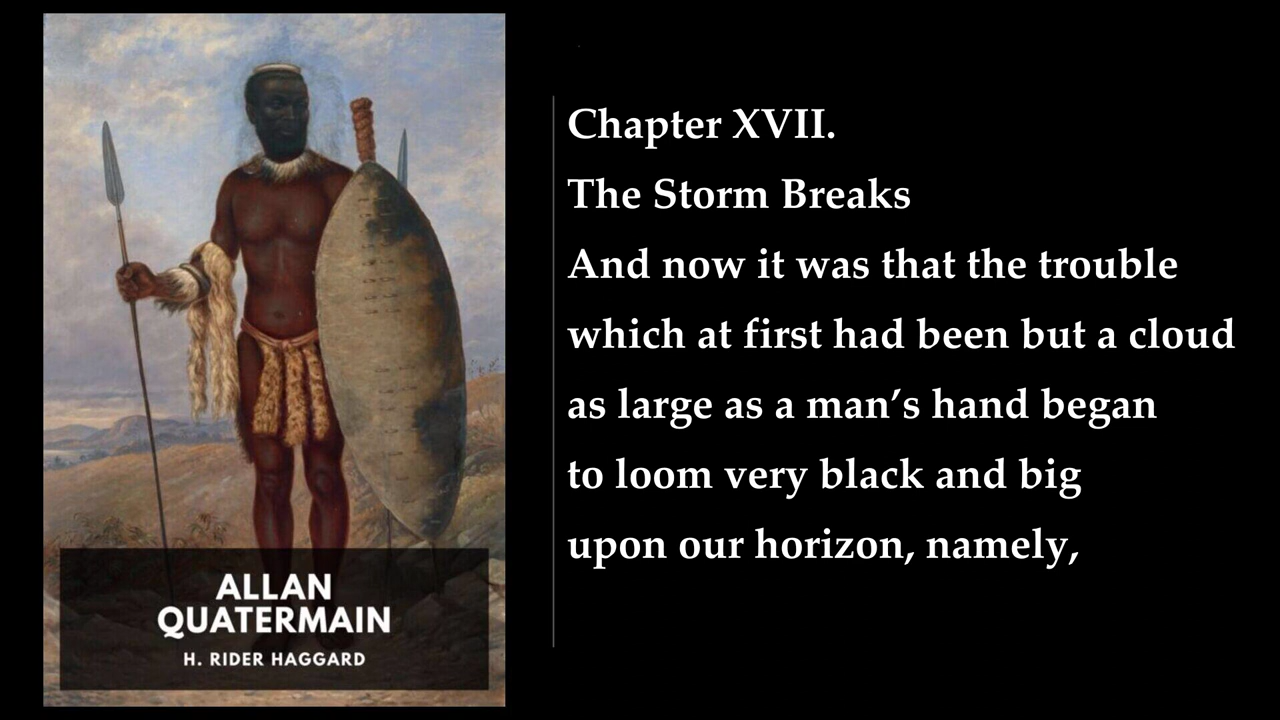 ALLAN
QUATERMAIN
H. RIDER HAGGARD
Chapter XVII.
The Storm Breaks
And now it was that the trouble
which at first had been but a cloud
as large as a man’s hand began
to loom very black and big
upon our horizon, namely,